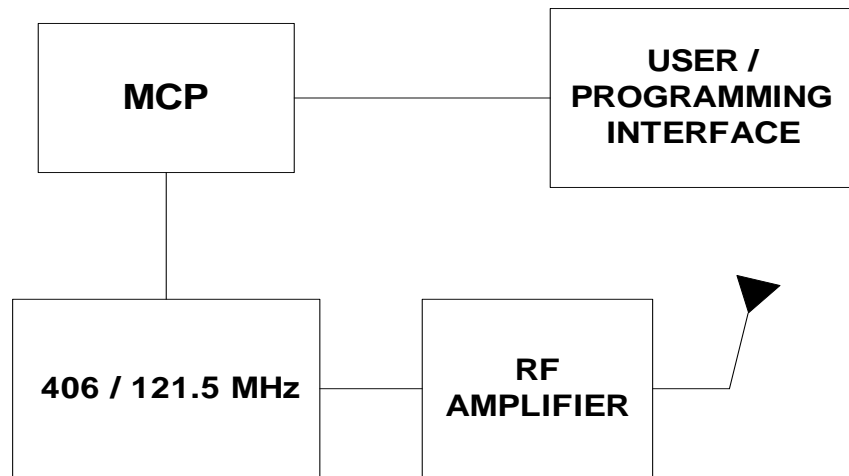 MCP
USER /
PROGRAMMING
INTERFACE
406 / 121.5 MHz
RF
AMPLIFIER